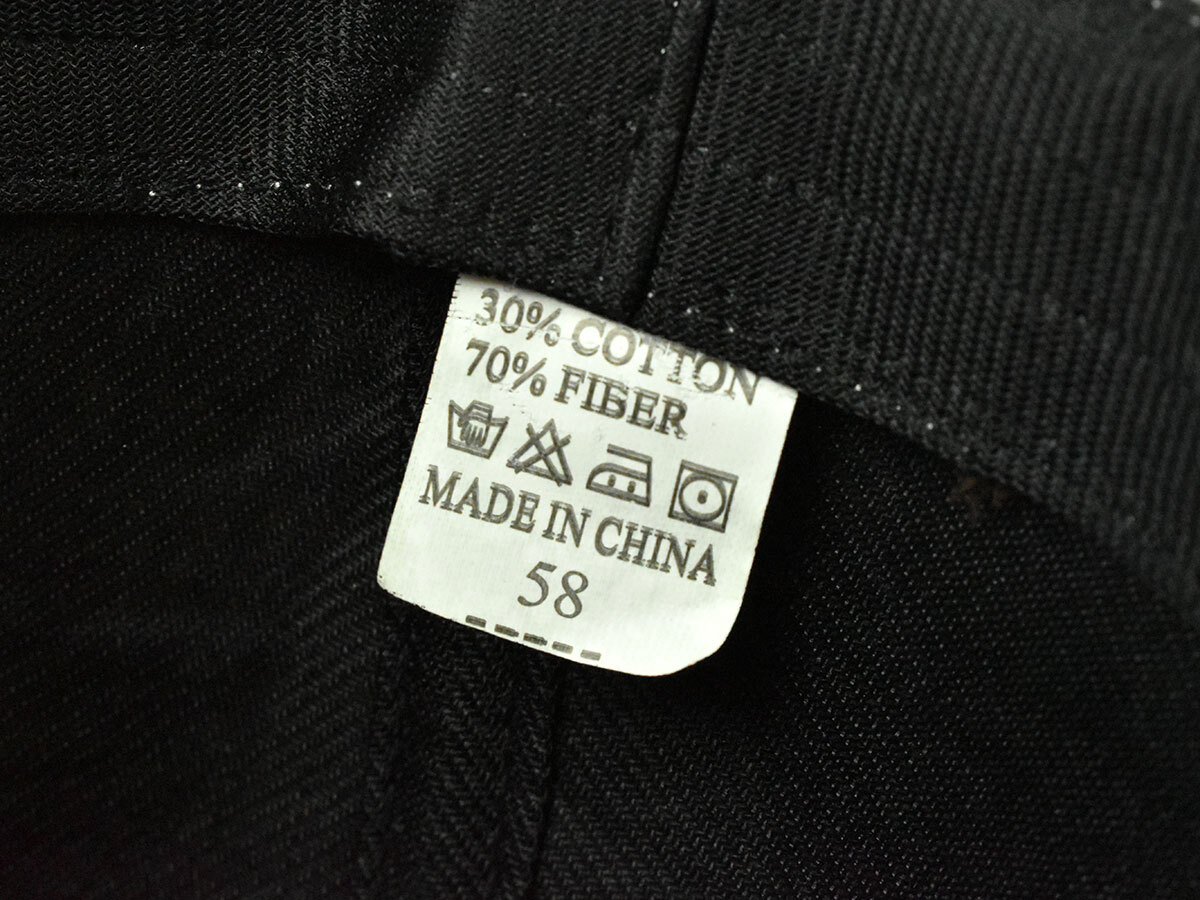 30% COTTON
70% FIBER
MADE IN CHINA
58